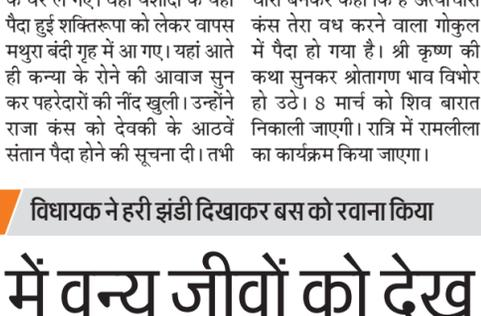 पैदा हुई शक्तिरूपा को लेकर वापस
मथुरा बंदी गृह में आ गए। यहां आते
ही कन्या के रोने की आवाज सुन
कर पहरेदारों की नींद खुली। उन्होंने
राजा कंस को देवकी के आठवें
संतान पैदा होने की सूचना दी। तभी
कंस तेरा वध करने वाला गोकुल
में पैदा हो गया है। श्री कृष्ण की
कथा सुनकर श्रोतागण भाव विभोर
हो उठे। 8 मार्च को शिव बारात
निकाली जाएगी। रात्रि में रामलीला
का कार्यक्रम किया जाएगा।
विधायक ने हरी झंडी दिखाकर बस को रवाना किया
में वन्य जीवों को देख